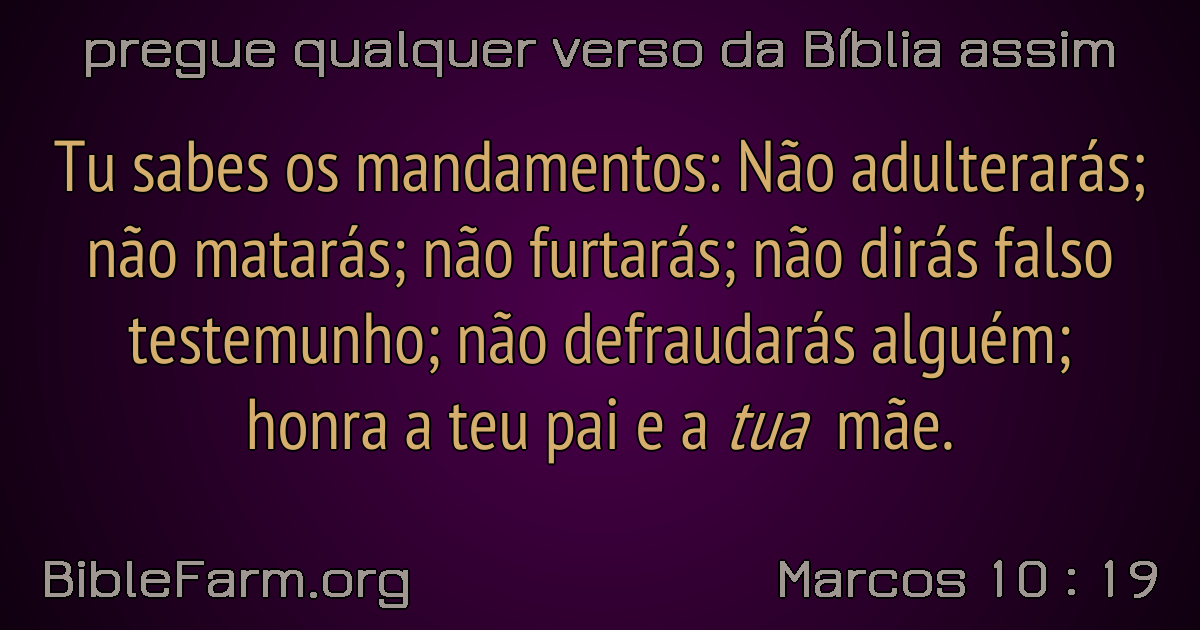 pregue qualquer verso da Bíblia assim
Tu sabes os mandamentos: Não adulterarás;
não matarás; não furtarás; não dirás falso
testemunho; não defraudarás alguém;
honra a teu pai e a tua mãe.
BibleFarm.org
Marcos 10 : 19